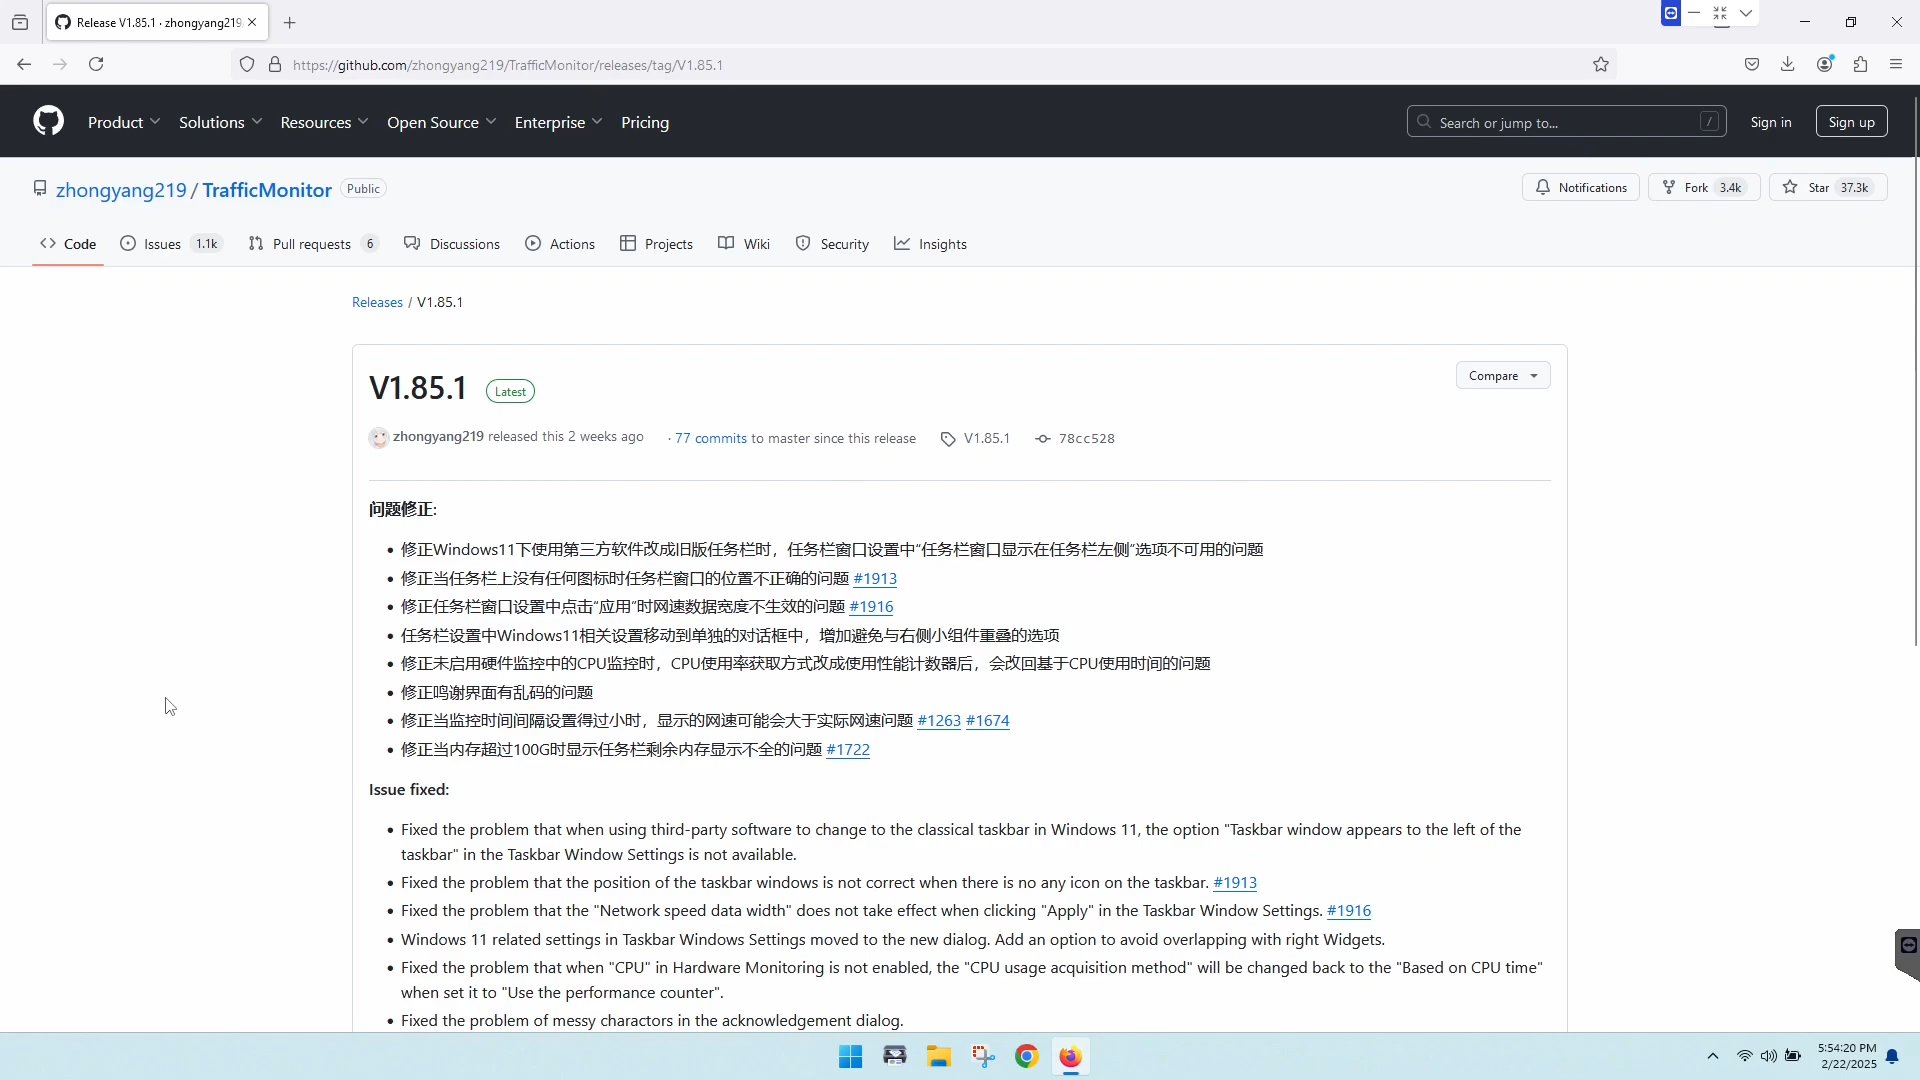 Release V1.85.1 · zhongyang219
https://github.com/zhongyang219/TrafficMonitor/releases/tag/V1.85.1
Product Solutions Resources Open Source Enterprise Pricing
Search or jump to... / Sign in Sign up
zhongyang219 / TrafficMonitor Public
Notifications Fork 3.4k Star 37.3k
Code Issues 1.1k Pull requests 6 Discussions Actions Projects Wiki Security Insights
Releases / V1.85.1
V1.85.1 Latest
Compare
zhongyang219 released this 2 weeks ago · 77 commits to master since this release V1.85.1 78cc528
问题修正:
修正Windows11下使用第三方软件改成旧版任务栏时，任务栏窗口设置中“任务栏窗口显示在任务栏左侧”选项不可用的问题
修正当任务栏上没有任何图标时任务栏窗口的位置不正确的问题 #1913
修正任务栏窗口设置中点击“应用”时网速数据宽度不生效的问题 #1916
任务栏设置中Windows11相关设置移动到单独的对话框中，增加避免与右侧小组件重叠的选项
修正未启用硬件监控中的CPU监控时，CPU使用率获取方式改成使用性能计数器后，会改回基于CPU使用时间的问题
修正鸣谢界面有乱码的问题
修正当监控时间间隔设置得过小时，显示的网速可能会大于实际网速问题 #1263 #1674
修正当内存超过100G时显示任务栏剩余内存显示不全的问题 #1722
Issue fixed:
Fixed the problem that when using third-party software to change to the classical taskbar in Windows 11, the option "Taskbar window appears to the left of the
taskbar" in the Taskbar Window Settings is not available.
Fixed the problem that the position of the taskbar windows is not correct when there is no any icon on the taskbar. #1913
Fixed the problem that the "Network speed data width" does not take effect when clicking "Apply" in the Taskbar Window Settings. #1916
Windows 11 related settings in Taskbar Windows Settings moved to the new dialog. Add an option to avoid overlapping with right Widgets.
Fixed the problem that when "CPU" in Hardware Monitoring is not enabled, the "CPU usage acquisition method" will be changed back to the "Based on CPU time"
when set it to "Use the performance counter".
Fixed the problem of messy charactors in the acknowledgement dialog.
5:54:20 PM
2/22/2025